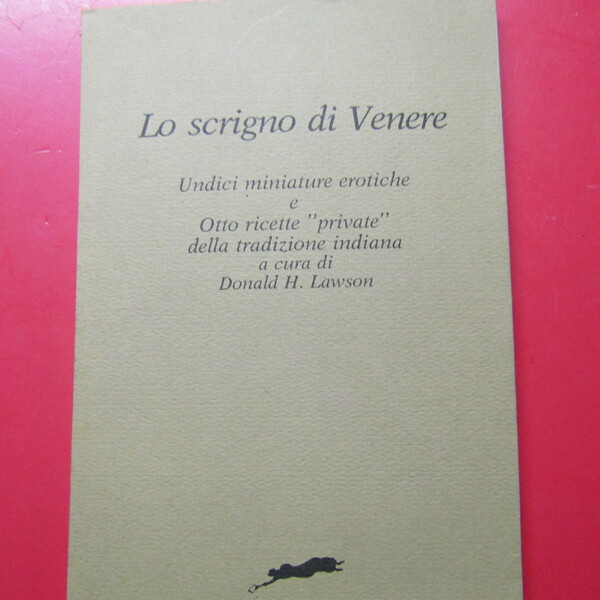 Lo scrigno di Venere
Undici miniature erotiche
e
Otto ricette "private"
della tradizione indiana
a cura di
Donald H. Lawson